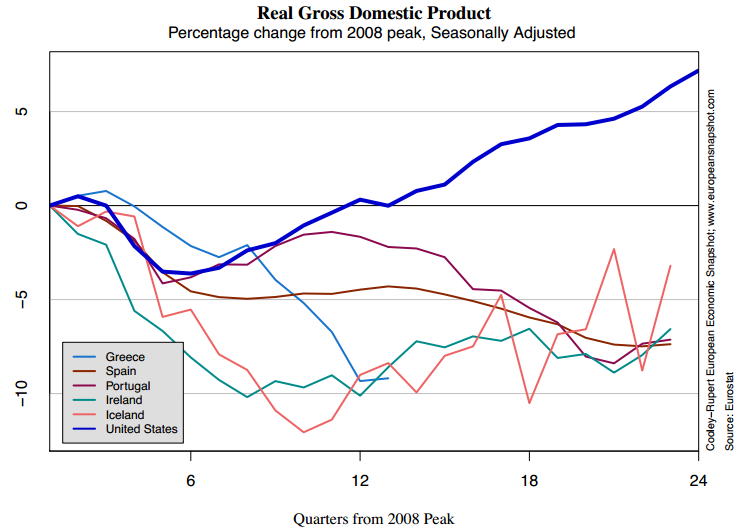 Real Gross Domestic Product
Percentage change from 2008 peak, Seasonally Adjusted
5
0
−5
−10
Greece
Spain
Portugal
Ireland
Iceland
United States
6
12
18
24
Quarters from 2008 Peak
Cooley−Rupert European Economic Snapshot; www.europeansnapshot.com
Source: Eurostat